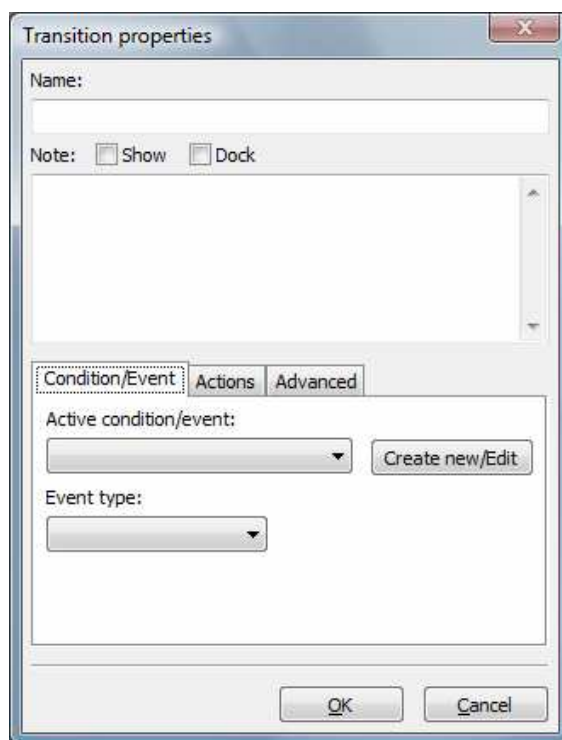 Transition properties
Name:
Note: Show Dock
Condition/Event Actions Advanced
Active condition/event:
Create new/Edit
Event type:
OK Cancel